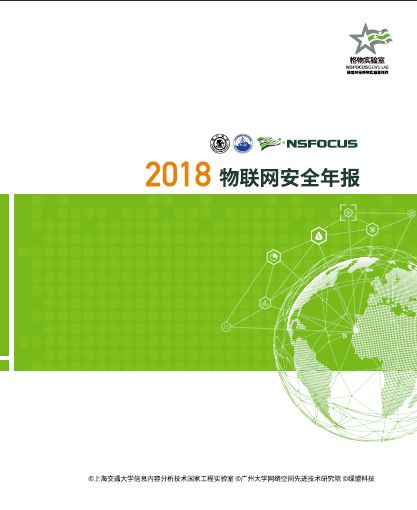 格物实验室
NSFOCUS GEWU LAB
NSFOCUS
2018 物联网安全年报
©上海交通大学信息内容分析技术国家工程实验室 ©广州大学网络空间先进技术研究院 ©绿盟科技